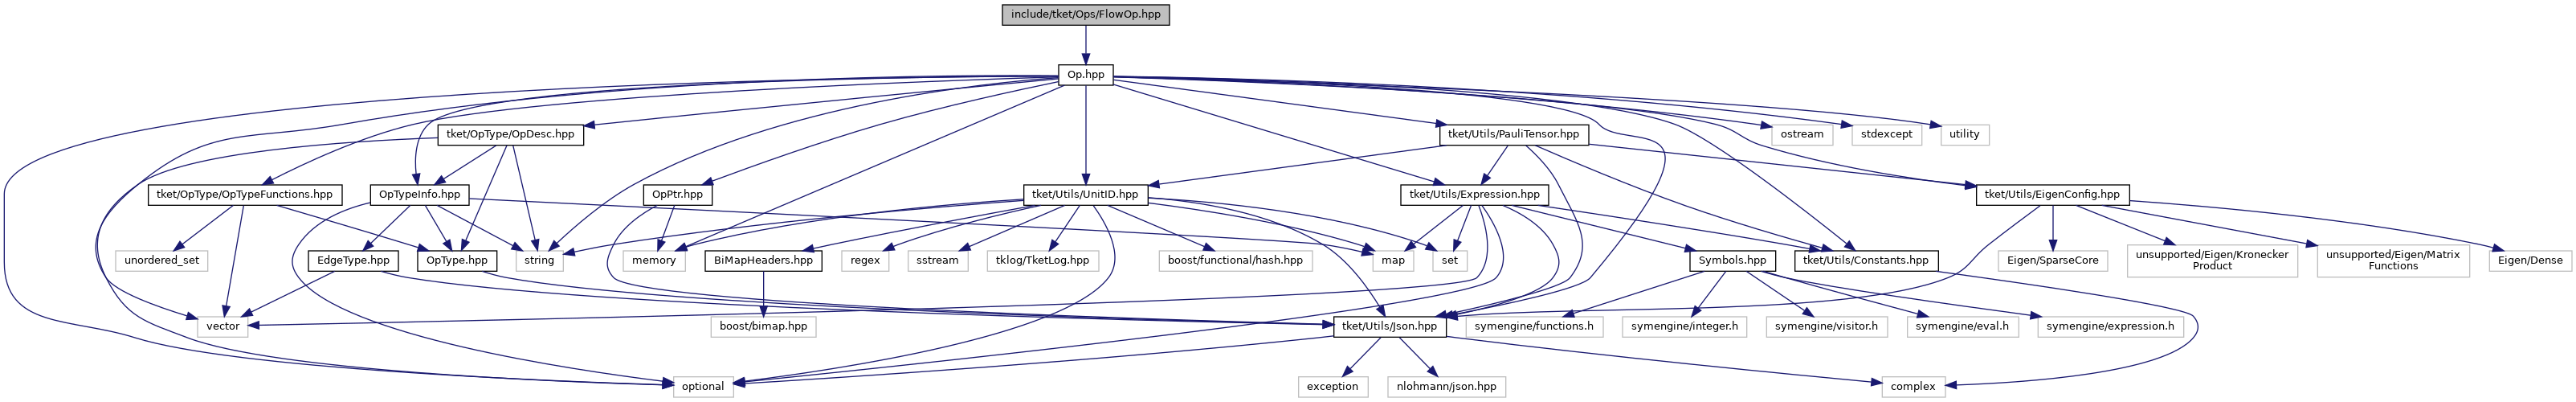 include/tket/Ops/FlowOp.hpp
Op.hpp
tket/OpType/OpDesc.hpp
tket/Utils/PauliTensor.hpp
ostream
stdexcept
utility
tket/OpType/OpTypeFunctions.hpp
OpTypeInfo.hpp
OpPtr.hpp
tket/Utils/UnitID.hpp
tket/Utils/Expression.hpp
tket/Utils/EigenConfig.hpp
unordered_set
EdgeType.hpp
OpType.hpp
string
memory
BiMapHeaders.hpp
regex
sstream
tklog/TketLog.hpp
boost/functional/hash.hpp
map
set
Symbols.hpp
tket/Utils/Constants.hpp
Eigen/SparseCore
unsupported/Eigen/Kronecker
Product
unsupported/Eigen/Matrix
Functions
Eigen/Dense
vector
boost/bimap.hpp
tket/Utils/Json.hpp
symengine/functions.h
symengine/integer.h
symengine/visitor.h
symengine/eval.h
symengine/expression.h
optional
exception
nlohmann/json.hpp
complex